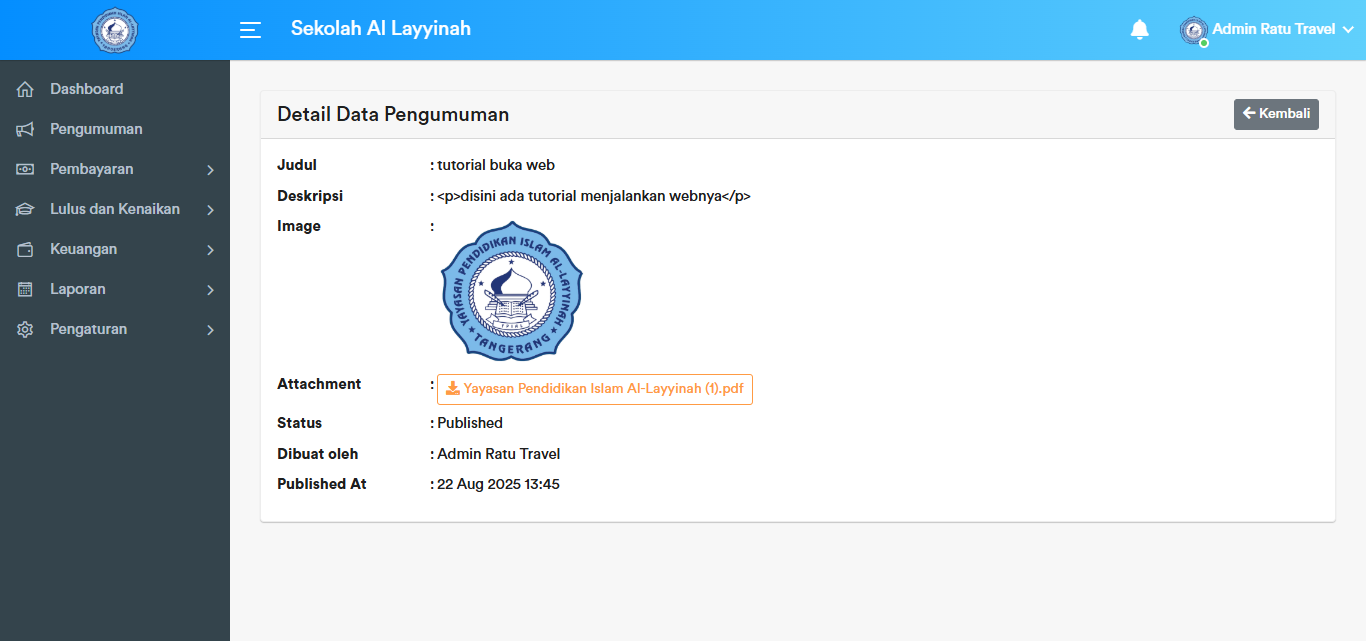 Sekolah Al Layyinah
Admin Ratu Travel
Dashboard
Pengumuman
Pembayaran
Lulus dan Kenaikan
Keuangan
Laporan
Pengaturan
Detail Data Pengumuman
Kembali
Judul : tutorial buka web
Deskripsi : <p>disini ada tutorial menjalankan webnya</p>
Image :
YAYASAN PENDIDIKAN ISLAM AL-LAYYINAH
TANGERANG
Attachment : Yayasan Pendidikan Islam Al-Layyinah (1).pdf
Status : Published
Dibuat oleh : Admin Ratu Travel
Published At : 22 Aug 2025 13:45